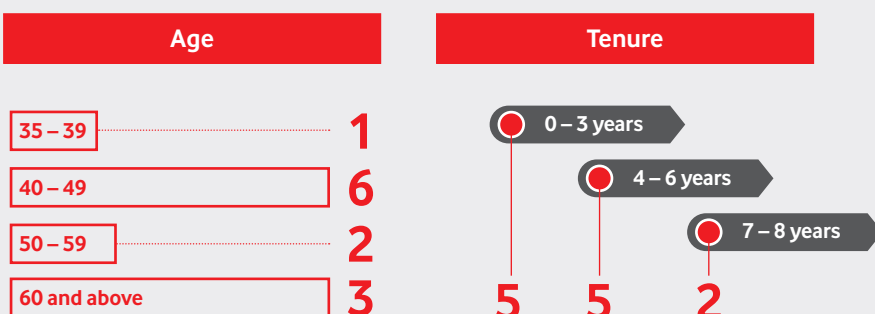 Age
35 – 39 1
40 – 49 6
50 – 59 2
60 and above 3
Tenure
0 – 3 years
4 – 6 years
7 – 8 years
5 5 2